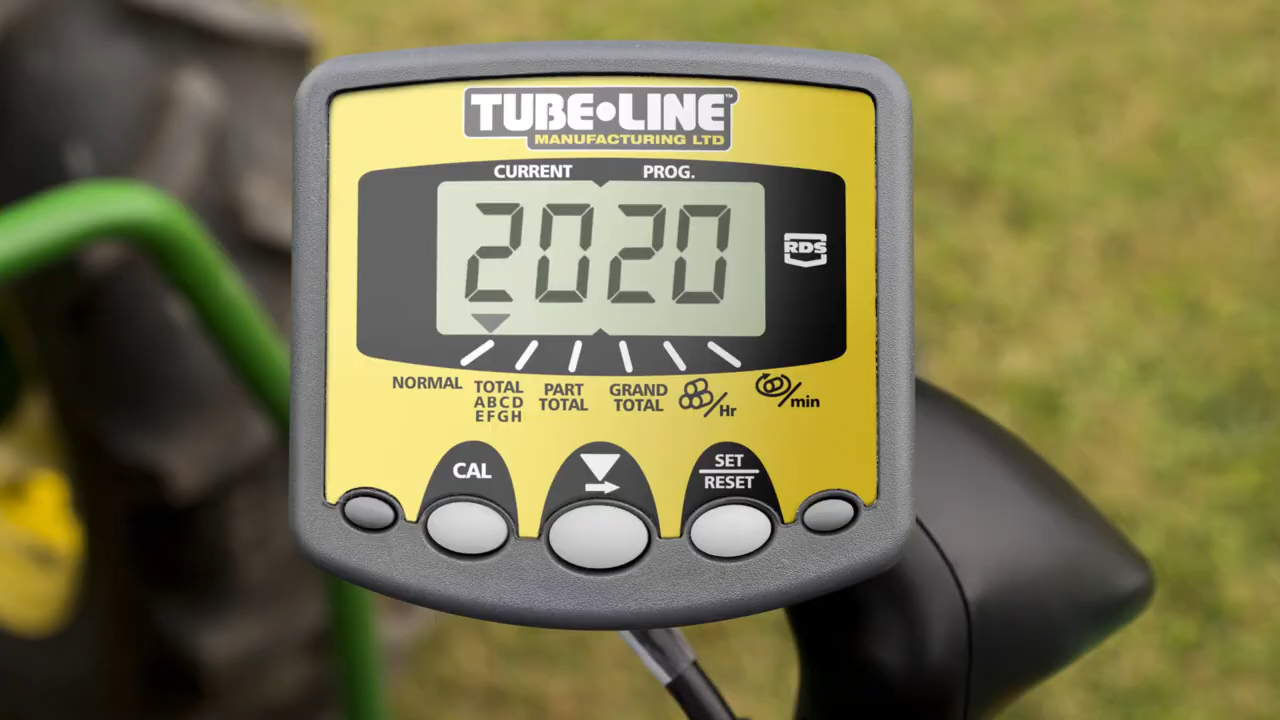 TUBE•LINE™
MANUFACTURING LTD
CURRENT PROG.
2020
RDS
NORMAL TOTAL PART GRAND /Hr /min
ABCD TOTAL TOTAL
EFGH
CAL SET
RESET